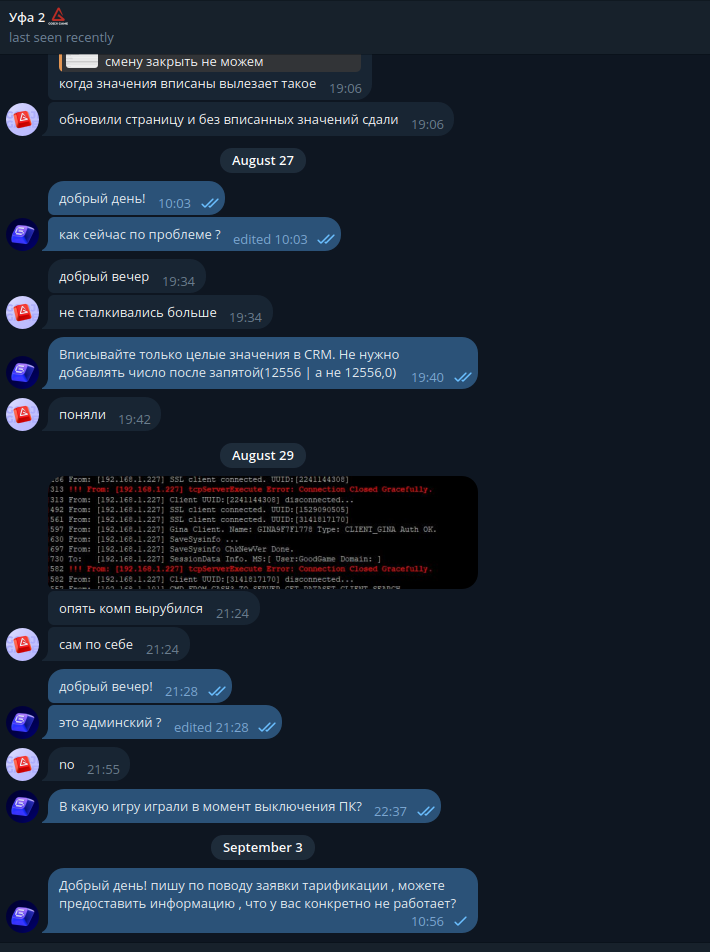 Уфа 2
last seen recently
смену закрыть не можем
когда значения вписаны вылезает такое 19:06
обновили страницу и без вписанных значений сдали 19:06
August 27
добрый день! 10:03
как сейчас по проблеме ? edited 10:03
добрый вечер 19:34
не сталкивались больше 19:34
Вписывайте только целые значения в CRM. Не нужно
добавлять число после запятой(12556 | а не 12556,0) 19:40
поняли 19:42
August 29
From: [192.168.1.227] SSL client connected. UUID:[2241144308]
313 !!! From: [192.168.1.227] tcpServerExecute Error: Connection Closed Gracefully.
313 From: [192.168.1.227] Client UUID:[2241144308] disconnected...
492 From: [192.168.1.227] SSL client connected. UUID:[1529090505]
561 From: [192.168.1.227] SSL client connected. UUID:[3141817170]
597 From: [192.168.1.227] Gina Client. Name: GINA9F7F1778 Type: CLIENT_GINA Auth OK.
630 From: [192.168.1.227] SaveSysinfo ...
697 From: [192.168.1.227] SaveSysinfo ChkNewVer Done.
730 To: [192.168.1.227] SessionData Info. MS:[ User:GoodGame Domain: ]
582 !!! From: [192.168.1.227] tcpServerExecute Error: Connection Closed Gracefully.
582 From: [192.168.1.227] Client UUID:[3141817170] disconnected...
опять комп вырубился 21:24
сам по себе 21:24
добрый вечер! 21:28
это админский ? edited 21:28
no 21:55
В какую игру играли в момент выключения ПК? 22:37
September 3
Добрый день! пишу по поводу заявки тарификации , можете
предоставить информацию , что у вас конкретно не работает?
10:56